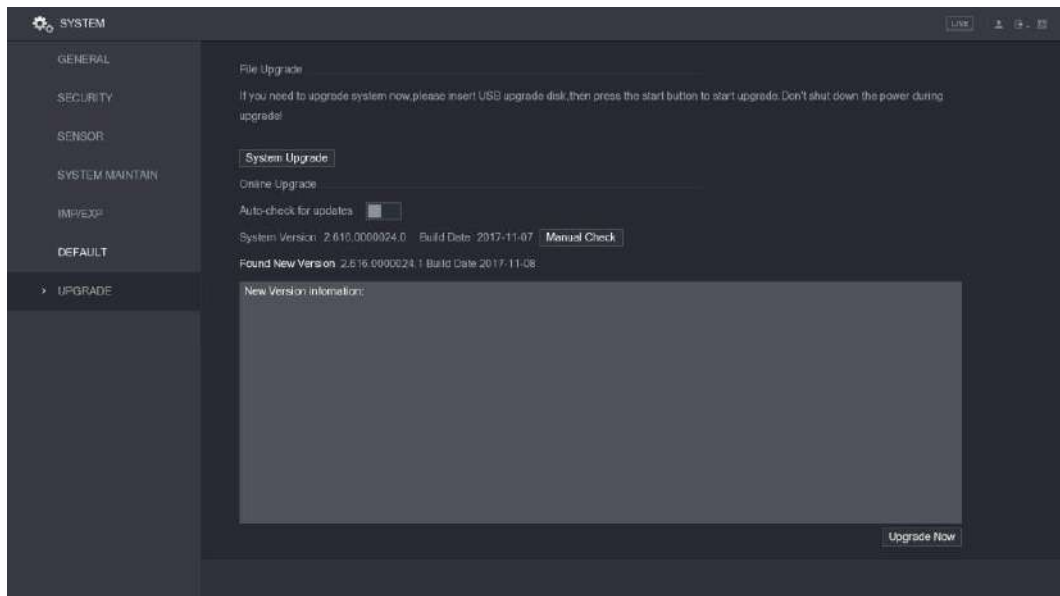 SYSTEM
LIVE
GENERAL
SECURITY
SENSOR
SYSTEM MAINTAIN
IMP/EXP
DEFAULT
UPGRADE
File Upgrade
If you need to upgrade system now,please insert USB upgrade disk,then press the start button to start upgrade.Don't shut down the power during
upgrade!
System Upgrade
Online Upgrade
Auto-check for updates
System Version 2.616.0000024.0 Build Date 2017-11-07 Manual Check
Found New Version 2.616.0000024.1 Build Date 2017-11-08
New Version infomation:
Upgrade Now